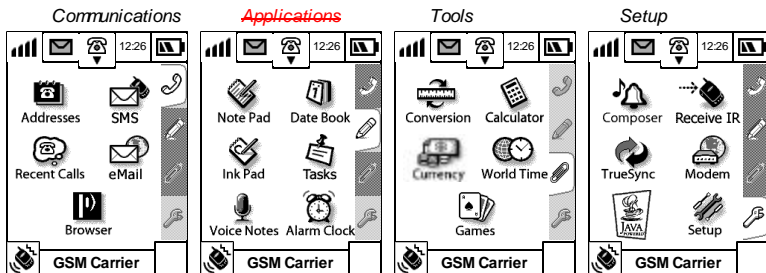 Communications
Applications
Tools
Setup
12:26
12:26
12:26
12:26
Addresses
SMS
Recent Calls
eMail
Browser
GSM Carrier
Note Pad
Date Book
Ink Pad
Tasks
Voice Notes
Alarm Clock
GSM Carrier
Conversion
Calculator
Currency
World Time
Games
GSM Carrier
Composer
Receive IR
TrueSync
Modem
JAVA
POWERED
Setup
GSM Carrier